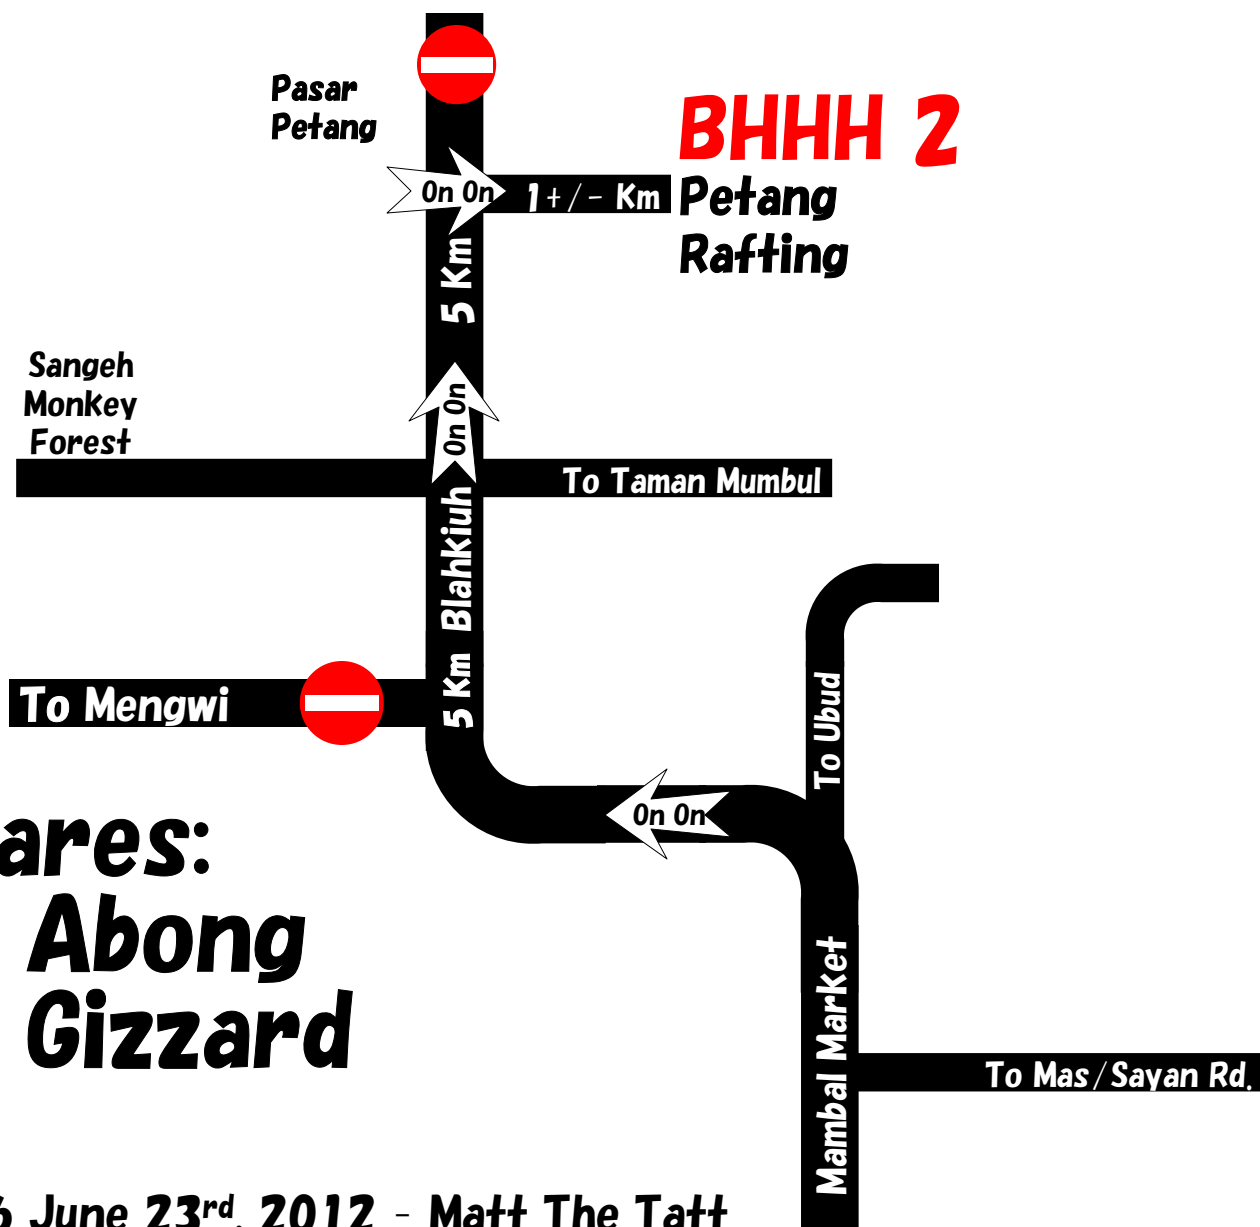 Pasar
Petang
BHHH 2
Petang
Rafting
On On
1+/- Km
5 Km
Sangeh
Monkey
Forest
On On
To Taman Mumbul
Blahkiuh
5 Km
To Mengwi
To Ubud
On On
ares:
Abong
Gizzard
Mambal Market
To Mas/Sayan Rd.
6 June 23rd, 2012 - Matt The Tatt